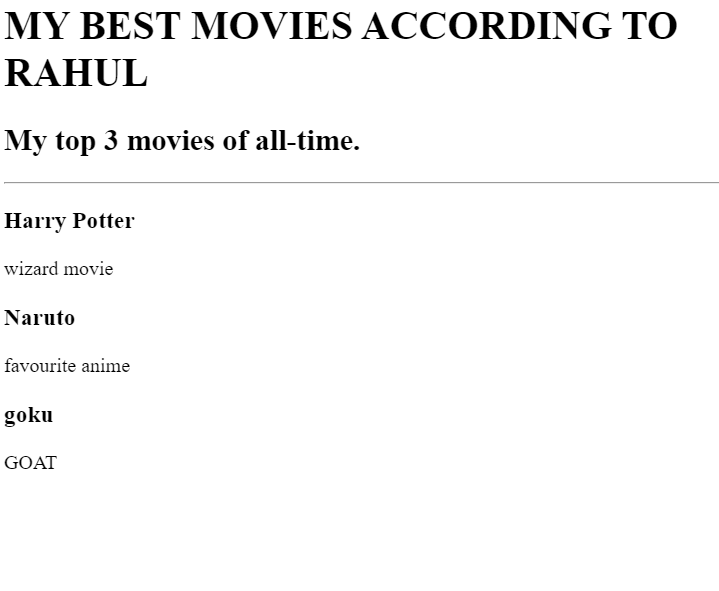 MY BEST MOVIES ACCORDING TO
RAHUL
My top 3 movies of all-time.
Harry Potter
wizard movie
Naruto
favourite anime
goku
GOAT